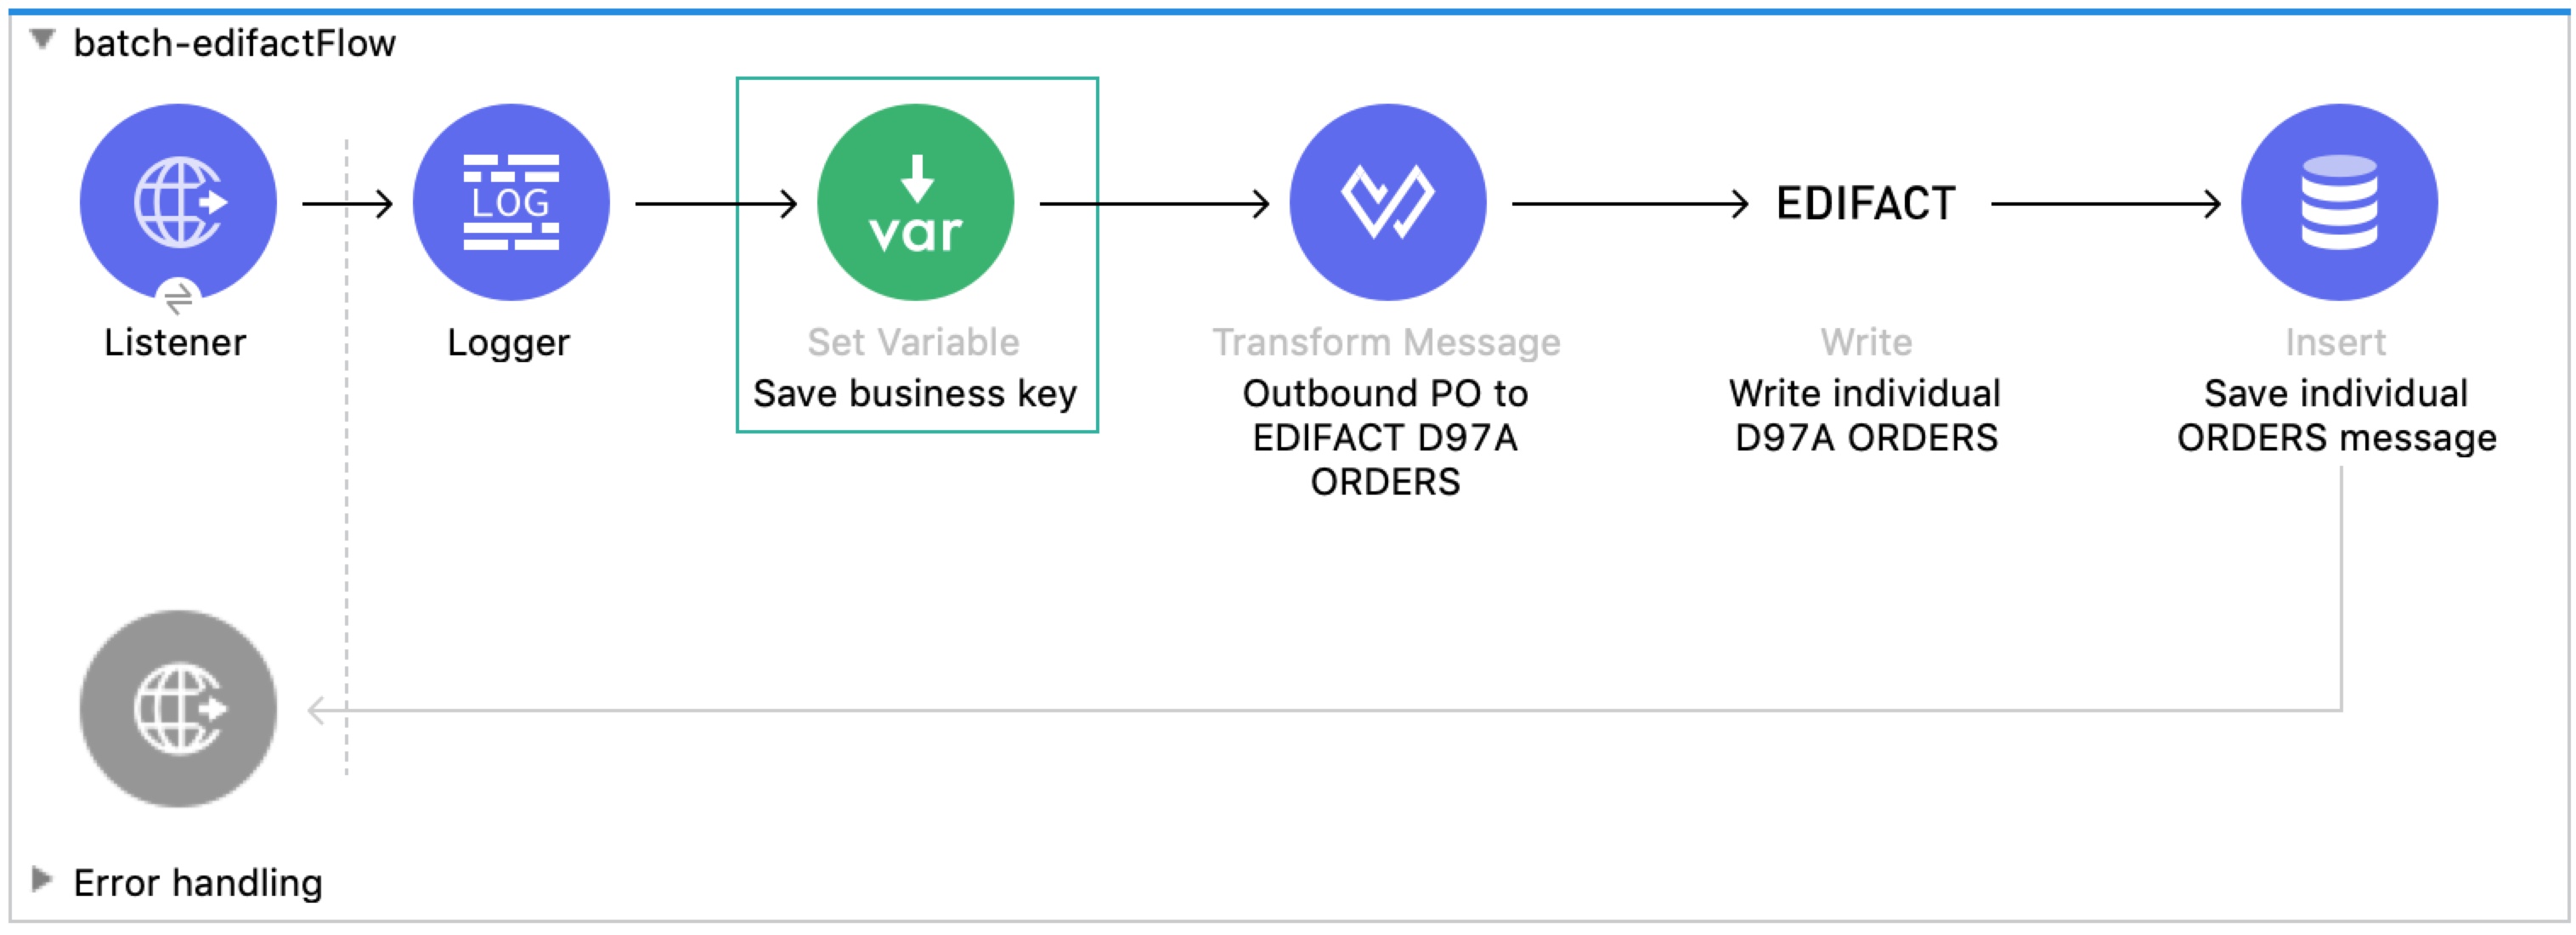 batch-edifactFlow
LOG
var
EDIFACT
Listener
Logger
Set Variable
Save business key
Transform Message
Outbound PO to
EDIFACT D97A
ORDERS
Write
Write individual
D97A ORDERS
Insert
Save individual
ORDERS message
Error handling